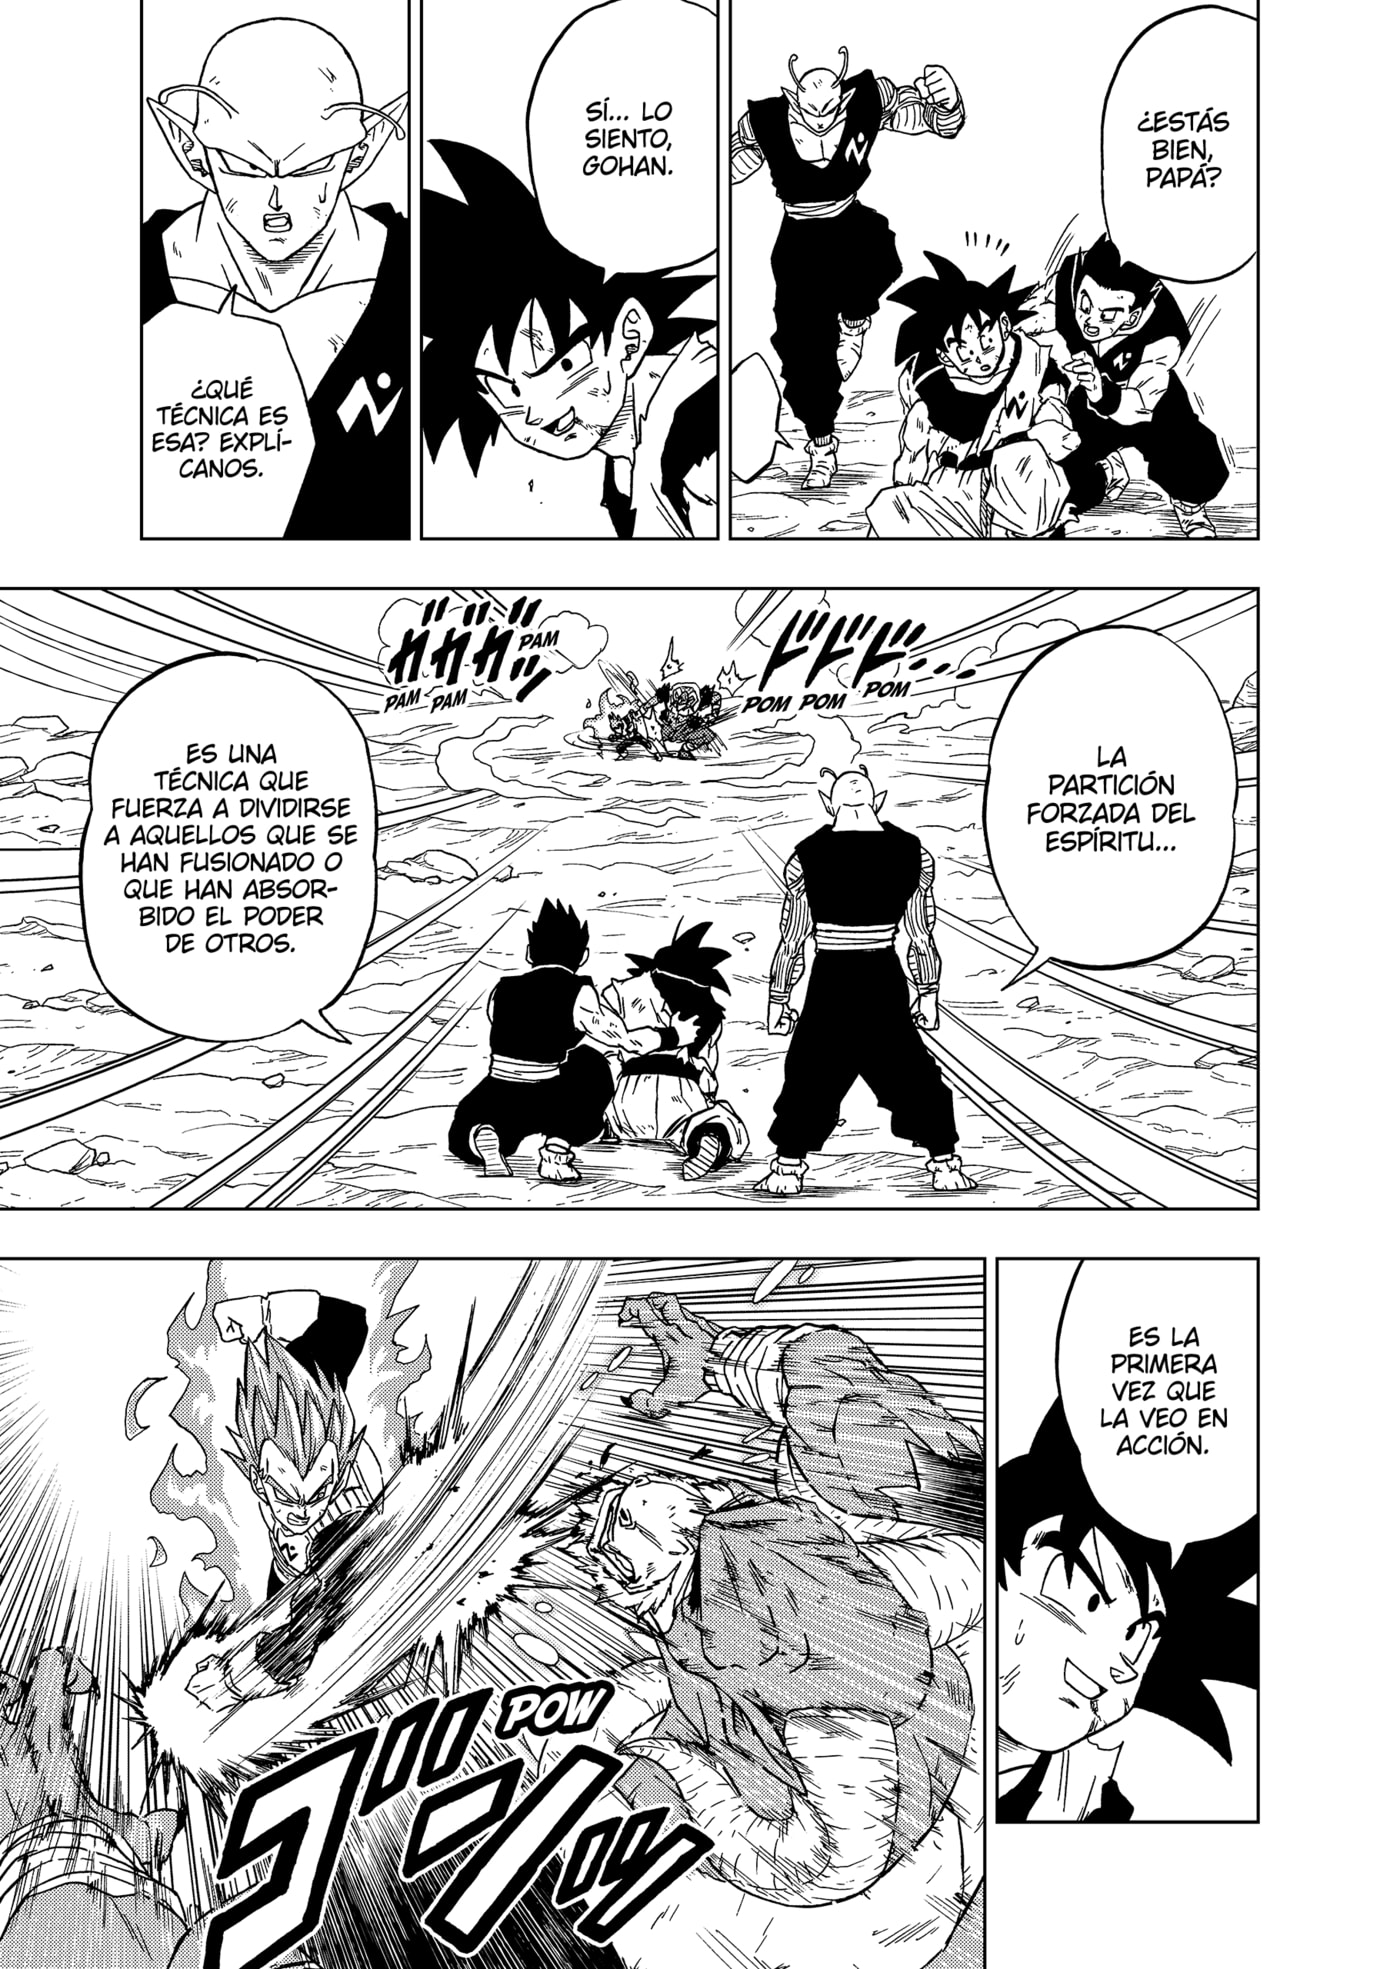 ¿ESTÁS
BIEN,
PAPÁ?
SÍ... LO
SIENTO,
GOHAN.
¿QUÉ
TÉCNICA ES
ESA? EXPLÍ-
CANOS.
ドドドド...
POM POM POM
ガガガガッ
PAM PAM PAM
LA
PARTICIÓN
FORZADA DEL
ESPÍRITU...
ES UNA
TÉCNICA QUE
FUERZA A DIVIDIRSE
A AQUELLOS QUE SE
HAN FUSIONADO O
QUE HAN ABSOR-
BIDO EL PODER
DE OTROS.
ES LA
PRIMERA
VEZ QUE
LA VEO EN
ACCIÓN.
POW